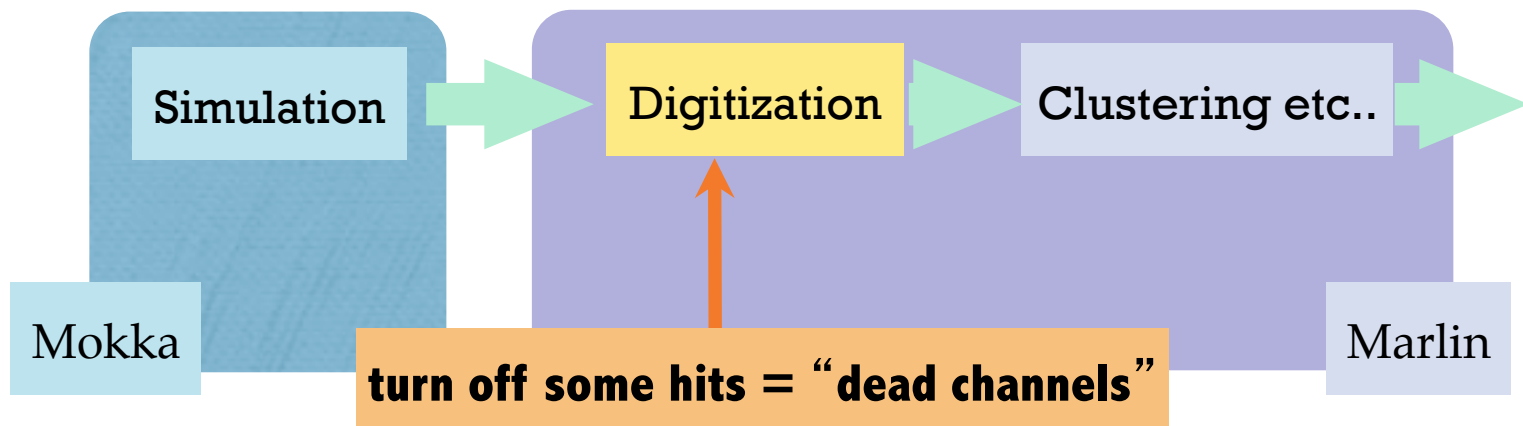 Simulation
Digitization
Clustering etc..
Mokka
Marlin
turn off some hits = “dead channels”